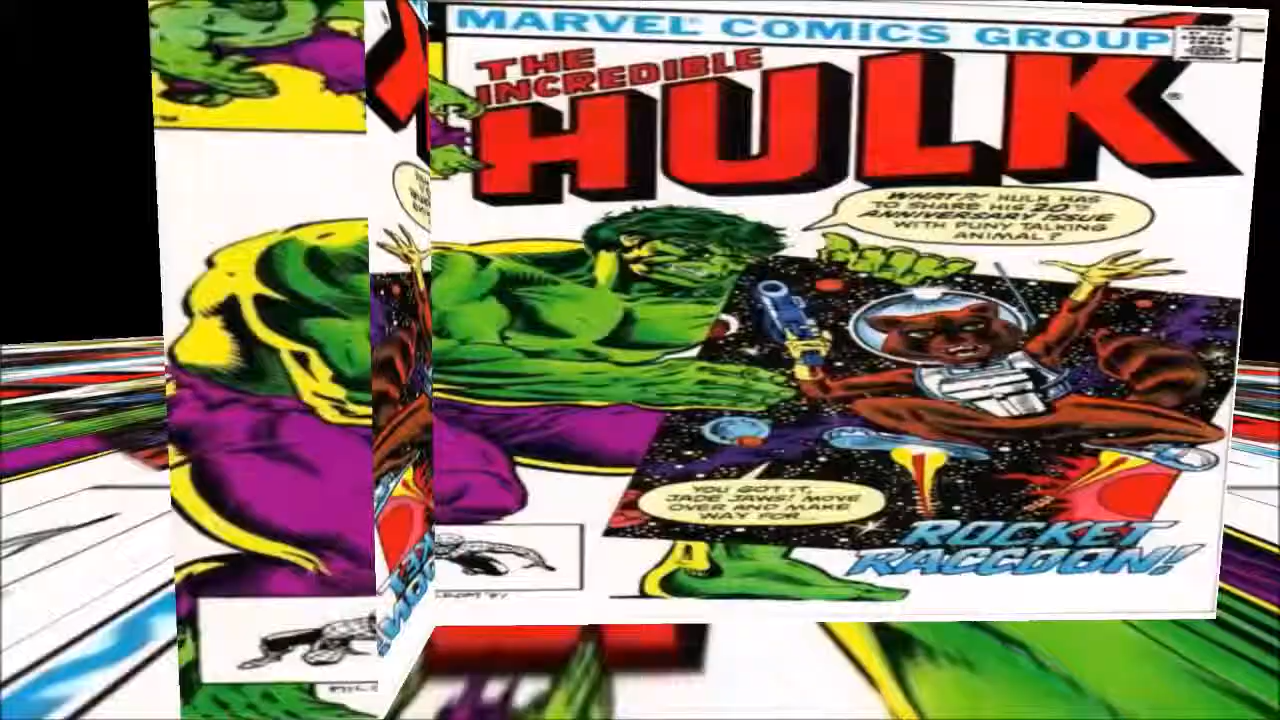 MARVEL COMICS GROUP
THE
INCREDIBLE
HULK
WHAT?! HULK HAS
TO SHARE HIS 20TH
ANNIVERSARY ISSUE
WITH PUNY TALKING
ANIMAL?
YOU GOT IT,
JADE JAWS! MOVE
OVER AND MAKE
WAY FOR...
ROCKET
RACCOON!